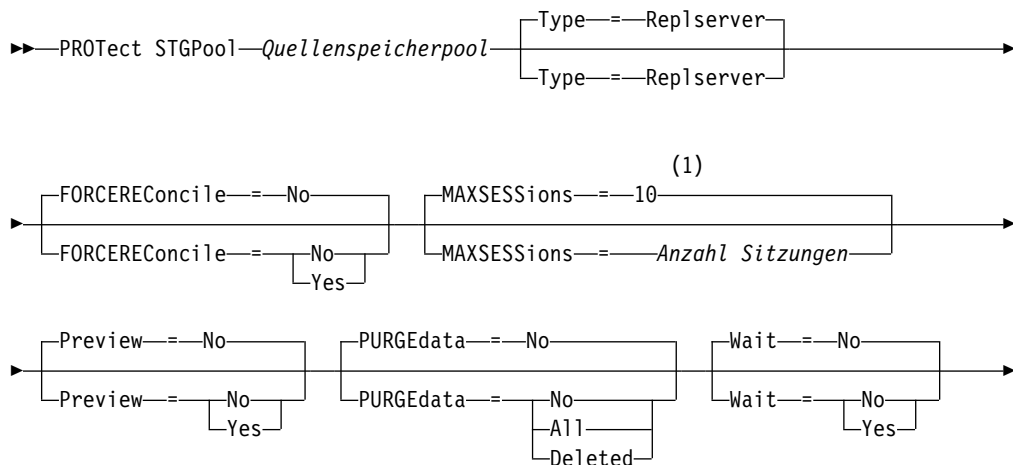 Type = Replserver
PROTect STGPool Quellenspeicherpool
Type = Replserver
(1)
FORCEREConcile = No MAXSESSions = 10
FORCEREConcile = No MAXSESSions = Anzahl Sitzungen
Yes
Preview = No PURGEdata = No Wait = No
Preview = No PURGEdata = No Wait = No
Yes All Yes
Deleted